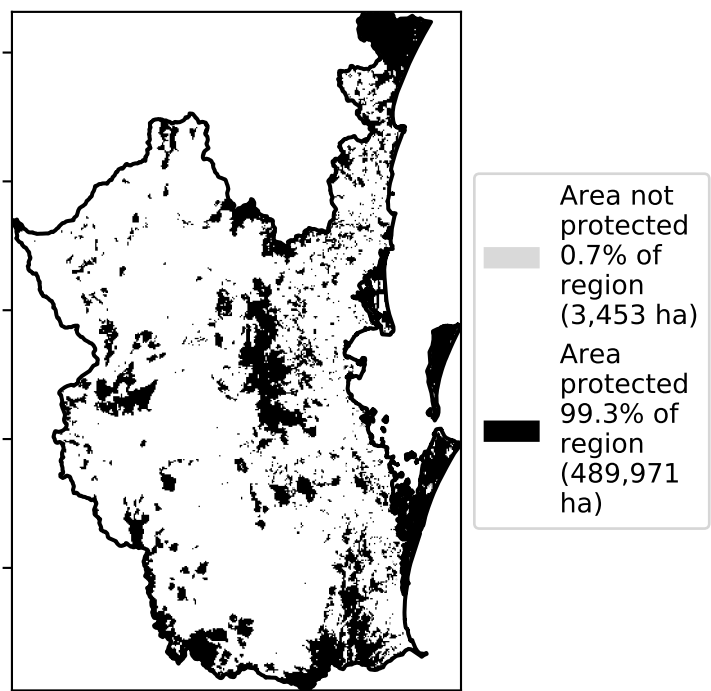 Area not
protected
0.7% of
region
(3,453 ha)
Area
protected
99.3% of
region
(489,971
ha)